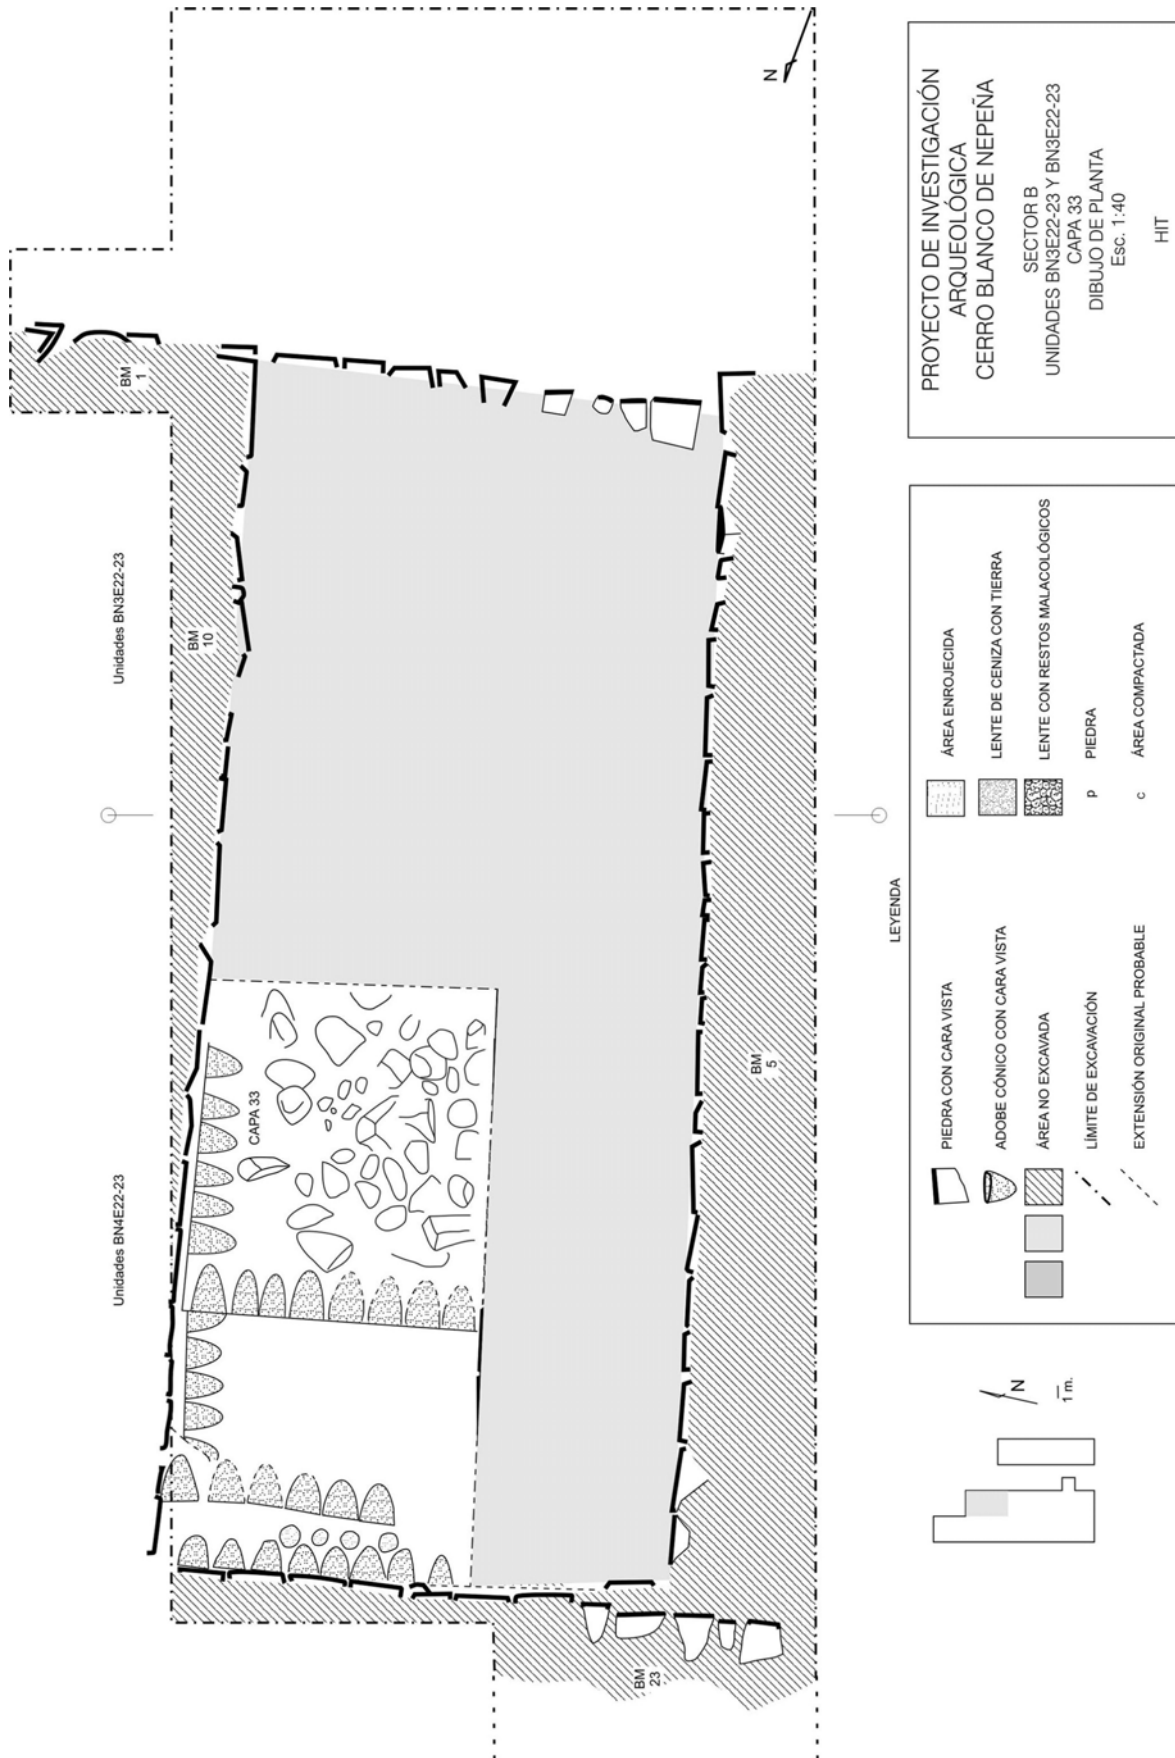 PROYECTO DE INVESTIGACIÓN
ARQUEOLÓGICA
CERRO BLANCO DE NEPEÑA
SECTOR B
UNIDADES BN3E22-23 Y BN3E22-23
CAPA 33
DIBUJO DE PLANTA
Esc. 1:40
HIT
N
BM
1
Unidades BN3E22-23
BM
10
Unidades BN4E22-23
CAPA 33
BM
5
BM
23
LEYENDA
PIEDRA CON CARA VISTA
ADOBE CÓNICO CON CARA VISTA
ÁREA NO EXCAVADA
LÍMITE DE EXCAVACIÓN
EXTENSIÓN ORIGINAL PROBABLE
ÁREA ENROJECIDA
LENTE DE CENIZA CON TIERRA
LENTE CON RESTOS MALACOLÓGICOS
p PIEDRA
c ÁREA COMPACTADA
N
1 m.